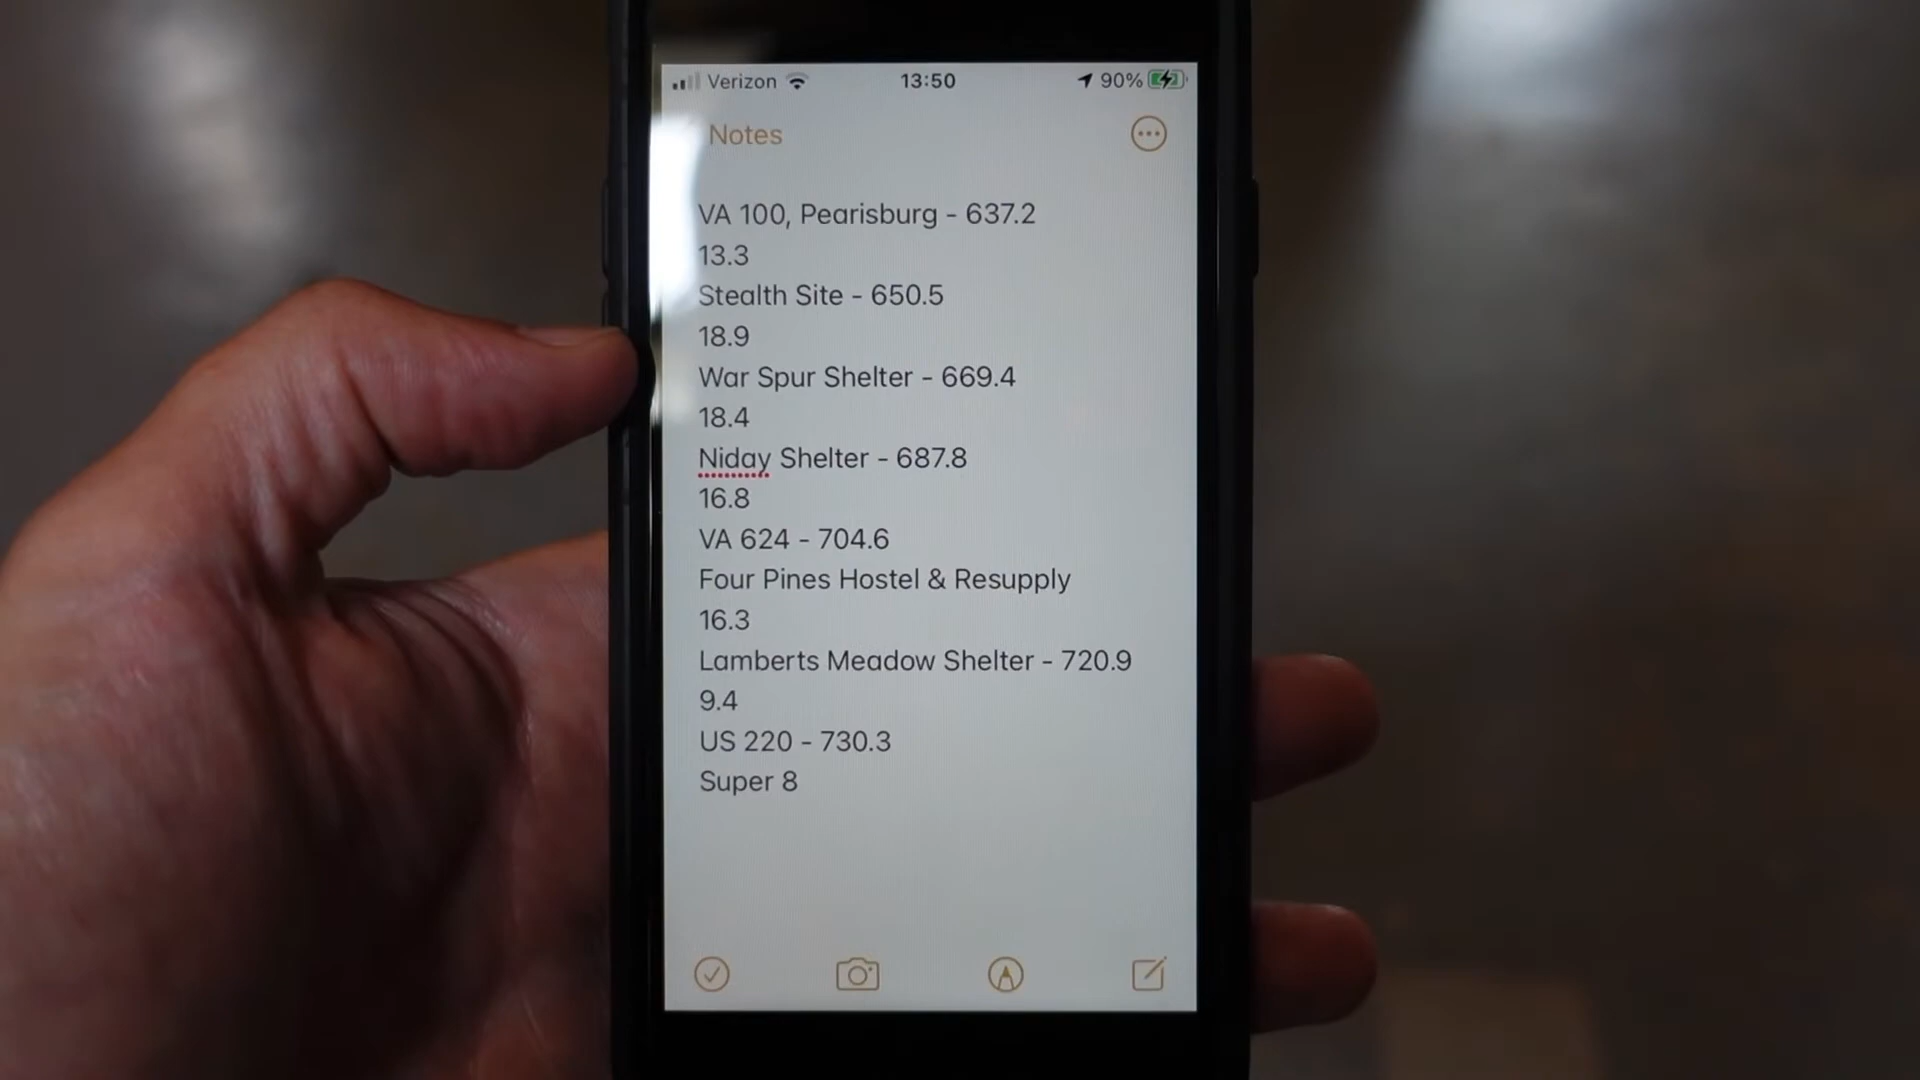 Verizon 13:50 90%
Notes
VA 100, Pearisburg - 637.2
13.3
Stealth Site - 650.5
18.9
War Spur Shelter - 669.4
18.4
Niday Shelter - 687.8
16.8
VA 624 - 704.6
Four Pines Hostel & Resupply
16.3
Lamberts Meadow Shelter - 720.9
9.4
US 220 - 730.3
Super 8